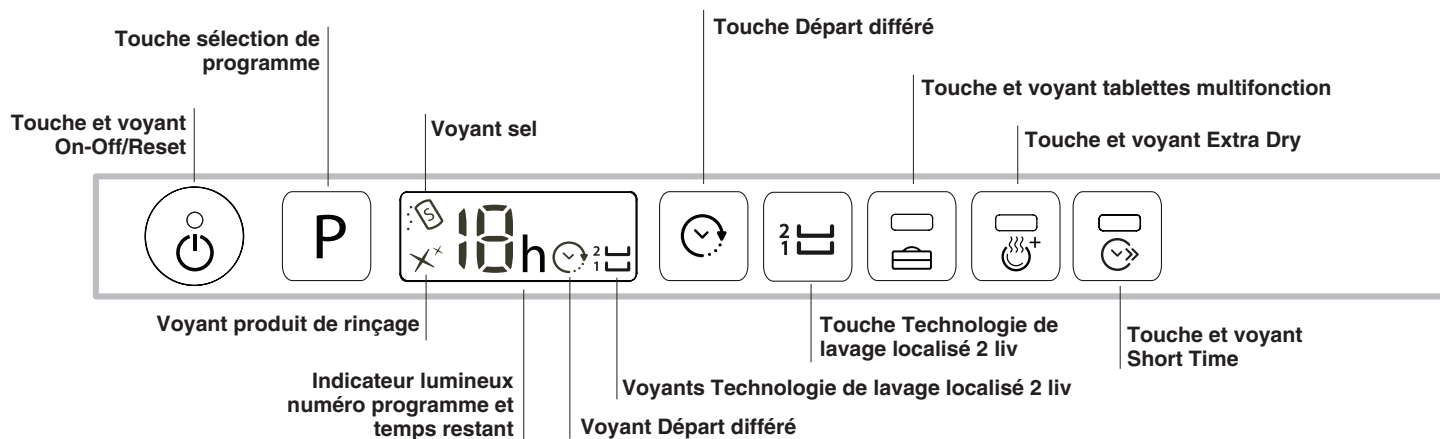 Touche Départ différé
Touche sélection de
programme
Touche et voyant tablettes multifonction
Touche et voyant
On-Off/Reset
Voyant sel
Touche et voyant Extra Dry
P
S
18h
2
1
2
1
+
Voyant produit de rinçage
Touche Technologie de
lavage localisé 2 liv
Touche et voyant
Short Time
Indicateur lumineux
numéro programme et
temps restant
Voyants Technologie de lavage localisé 2 liv
Voyant Départ différé